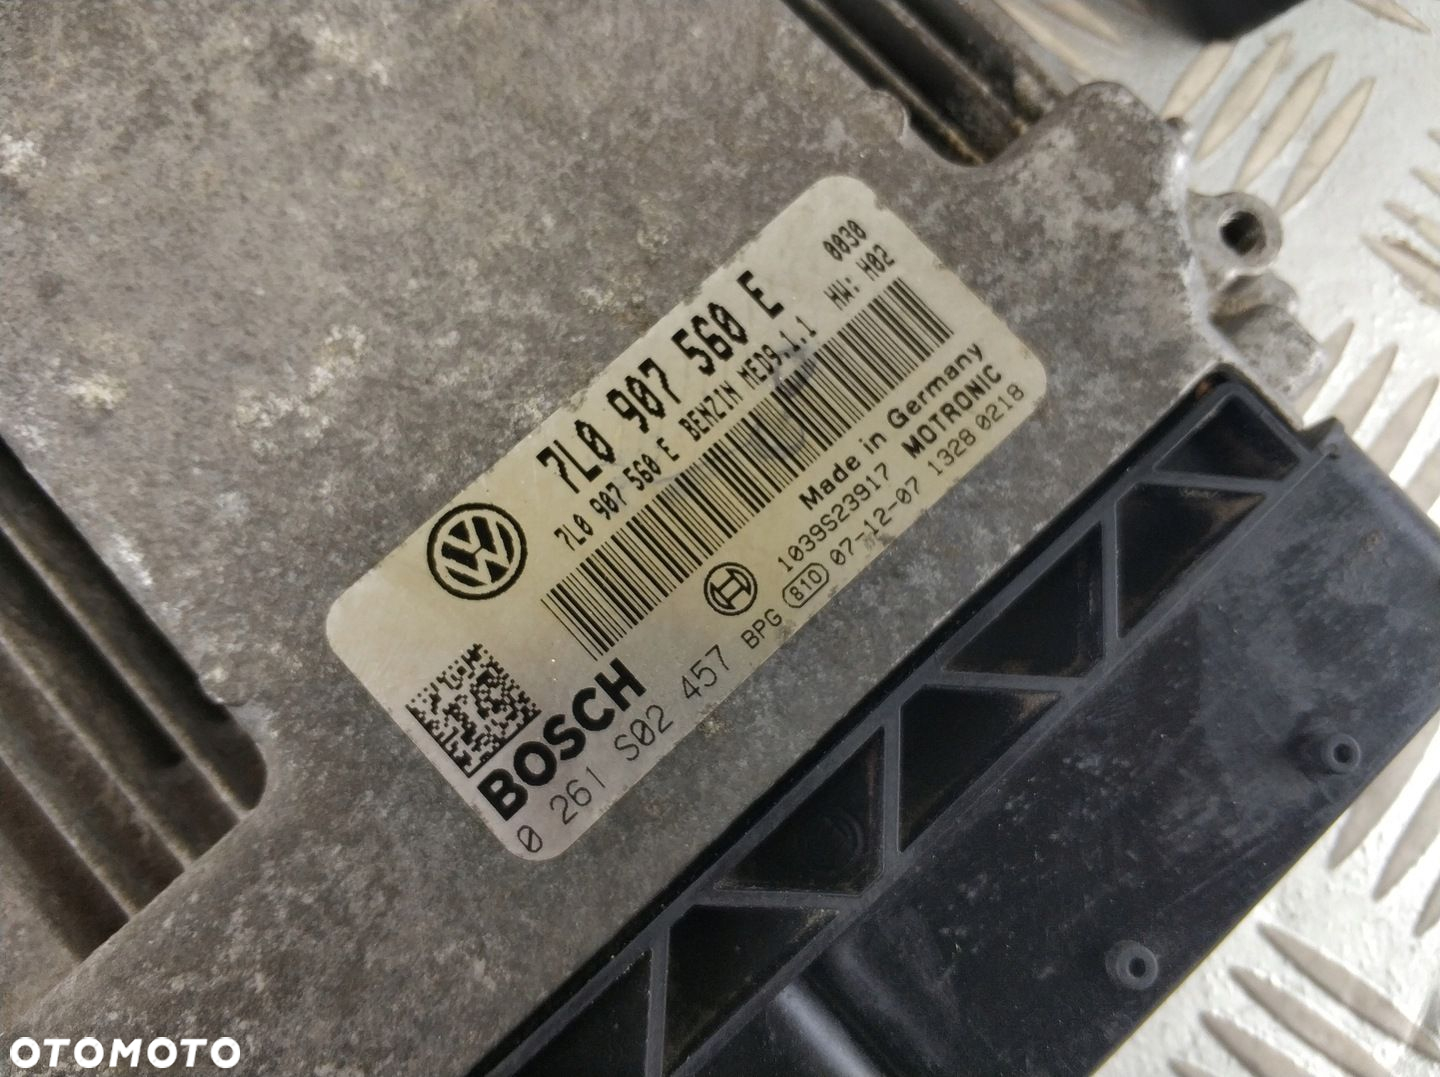 7L0 907 560 E 0030
7L0 907 560 E BENZIN MED9.1.1 HW: H02
Made in Germany
1039S23917 MOTRONIC
810 07-12-07 1328 0218
BOSCH
0 261 S02 457 BPG
OTOMOTO